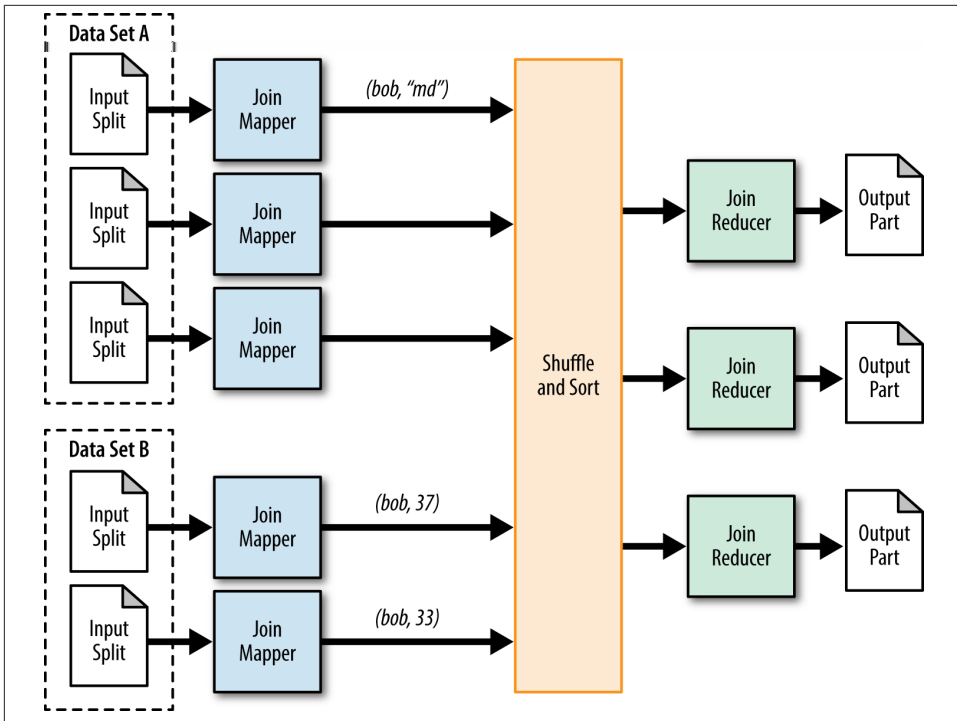 Data Set A
Input
Split
Join
Mapper
(bob, “md”)
Input
Split
Join
Mapper
Input
Split
Join
Mapper
Data Set B
Input
Split
Join
Mapper
(bob, 37)
Input
Split
Join
Mapper
(bob, 33)
Shuffle
and Sort
Join
Reducer
Output
Part
Join
Reducer
Output
Part
Join
Reducer
Output
Part